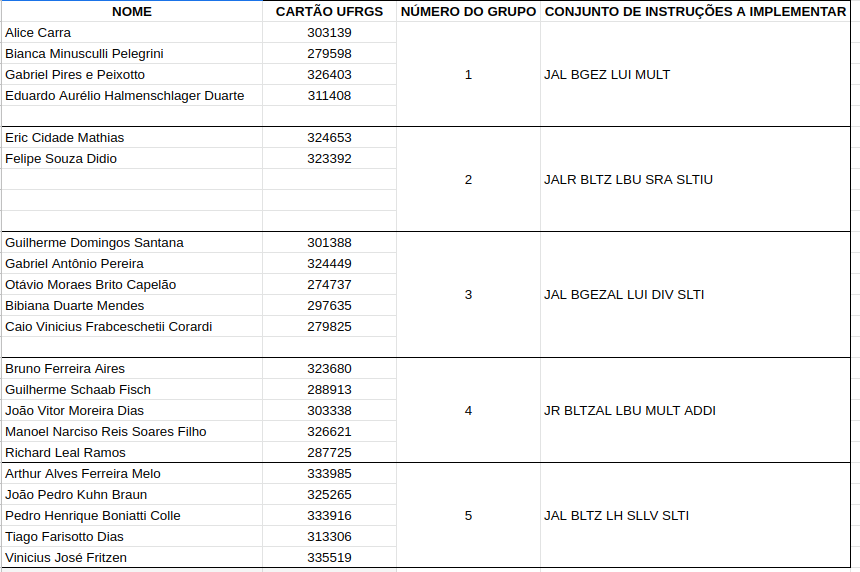 NOME CARTÃO UFRGS NÚMERO DO GRUPO CONJUNTO DE INSTRUÇÕES A IMPLEMENTAR
Alice Carra 303139
Bianca Minusculli Pelegrini 279598
Gabriel Pires e Peixotto 326403 1 JAL BGEZ LUI MULT
Eduardo Aurélio Halmenschlager Duarte 311408
Eric Cidade Mathias 324653
Felipe Souza Didio 323392
2 JALR BLTZ LBU SRA SLTIU
Guilherme Domingos Santana 301388
Gabriel Antônio Pereira 324449
Otávio Moraes Brito Capelão 274737
3 JAL BGEZAL LUI DIV SLTI
Bibiana Duarte Mendes 297635
Caio Vinicius Frabceschetii Corardi 279825
Bruno Ferreira Aires 323680
Guilherme Schaab Fisch 288913
João Vitor Moreira Dias 303338 4 JR BLTZAL LBU MULT ADDI
Manoel Narciso Reis Soares Filho 326621
Richard Leal Ramos 287725
Arthur Alves Ferreira Melo 333985
João Pedro Kuhn Braun 325265
Pedro Henrique Boniatti Colle 333916 5 JAL BLTZ LH SLLV SLTI
Tiago Farisotto Dias 313306
Vinicius José Fritzen 335519